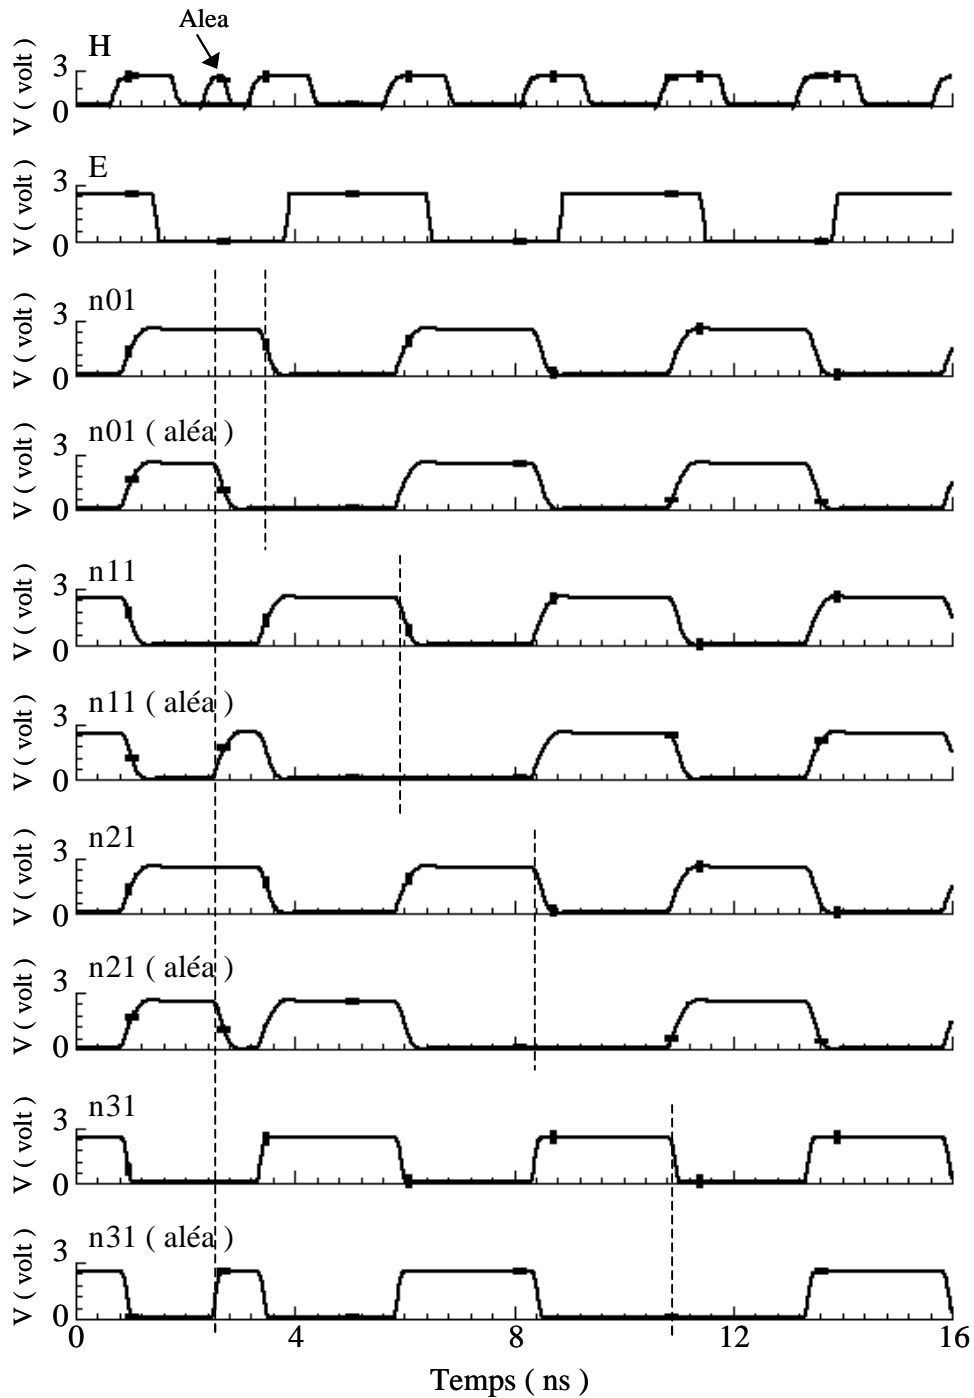 Alea
H
V ( volt )
3
0
E
V ( volt )
3
0
n01
V ( volt )
3
0
n01 ( aléa )
V ( volt )
3
0
n11
V ( volt )
3
0
n11 ( aléa )
V ( volt )
3
0
n21
V ( volt )
3
0
n21 ( aléa )
V ( volt )
3
0
n31
V ( volt )
3
0
n31 ( aléa )
V ( volt )
3
0
0 4 8 12 16
Temps ( ns )